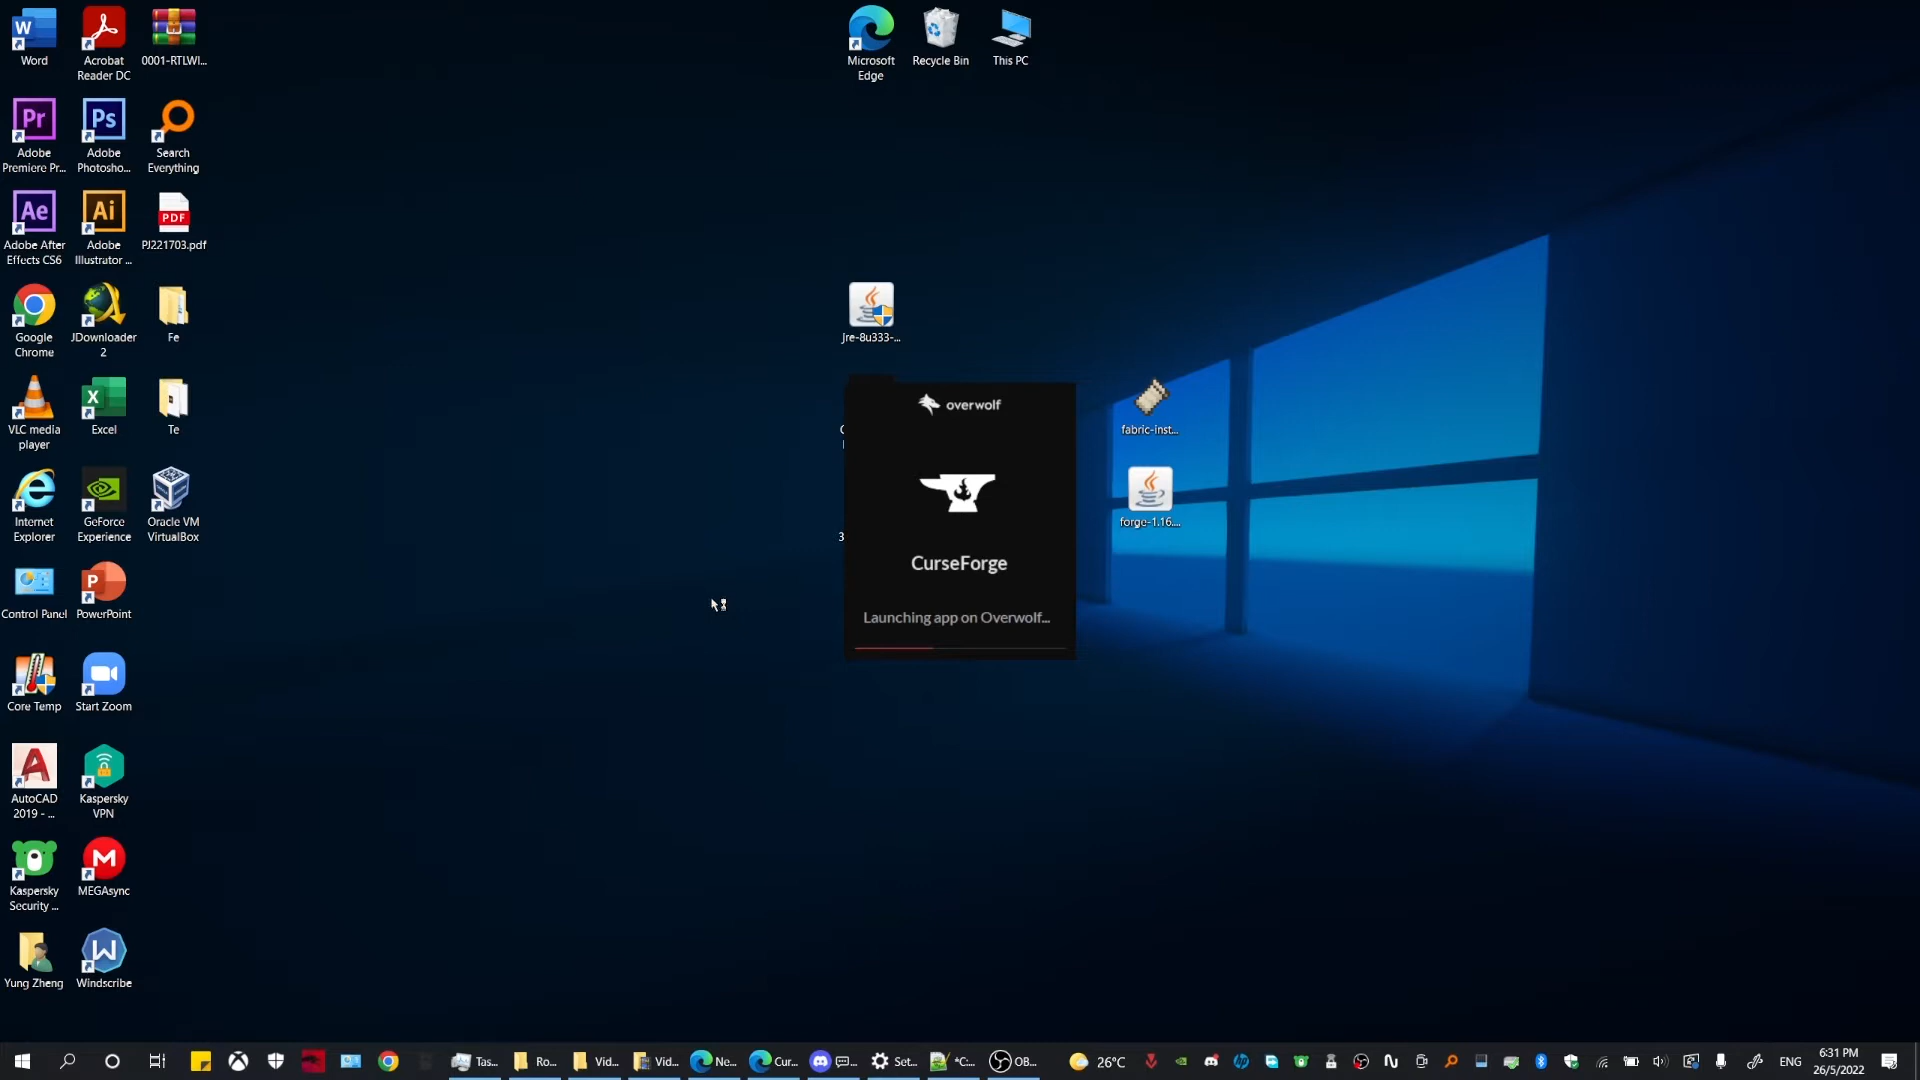 Word
Acrobat
Reader DC
0001-RTLWI...
Microsoft
Edge
Recycle Bin
This PC
Adobe
Premiere Pr...
Adobe
Photosho...
Search
Everything
Adobe After
Effects CS6
Adobe
Illustrator ...
PDF
PJ221703.pdf
Google
Chrome
JDownloader
2
Fe
jre-8u333-...
VLC media
player
Excel
Te
overwolf
fabric-inst...
Internet
Explorer
GeForce
Experience
Oracle VM
VirtualBox
forge-1.16....
CurseForge
Launching app on Overwolf...
Control Panel
PowerPoint
Core Temp
Start Zoom
AutoCAD
2019 - ...
Kaspersky
VPN
Kaspersky
Security ...
MEGAsync
Yung Zheng
Windscribe
Tas...
Ro...
Vid...
Vid...
Ne...
Cur...
Set...
*C:...
OB...
26°C
ENG
6:31 PM
26/5/2022